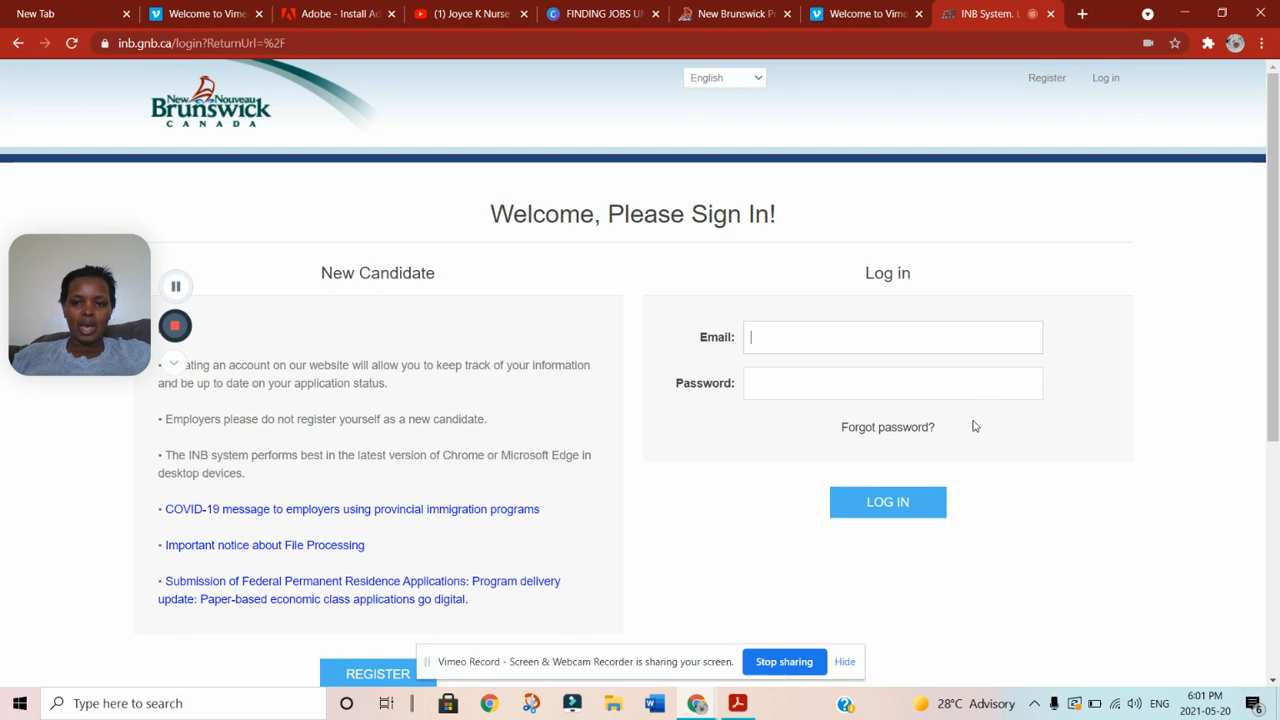 New Tab
Welcome to Vime
Adobe - Install Ad
(1) Joyce K Nurse
FINDING JOBS UN
New Brunswick Pr
Welcome to Vime
INB System. L
inb.gnb.ca/login?ReturnUrl=%2F
New Nouveau
Brunswick
CANADA
English
Register
Log in
Welcome, Please Sign In!
New Candidate
ating an account on our website will allow you to keep track of your information
and be up to date on your application status.
• Employers please do not register yourself as a new candidate.
• The INB system performs best in the latest version of Chrome or Microsoft Edge in
desktop devices.
• COVID-19 message to employers using provincial immigration programs
• Important notice about File Processing
• Submission of Federal Permanent Residence Applications: Program delivery
update: Paper-based economic class applications go digital.
REGISTER
Log in
Email:
Password:
Forgot password?
LOG IN
Vimeo Record - Screen & Webcam Recorder is sharing your screen.
Stop sharing
Hide
Type here to search
28°C Advisory
ENG
6:01 PM
2021-05-20
6